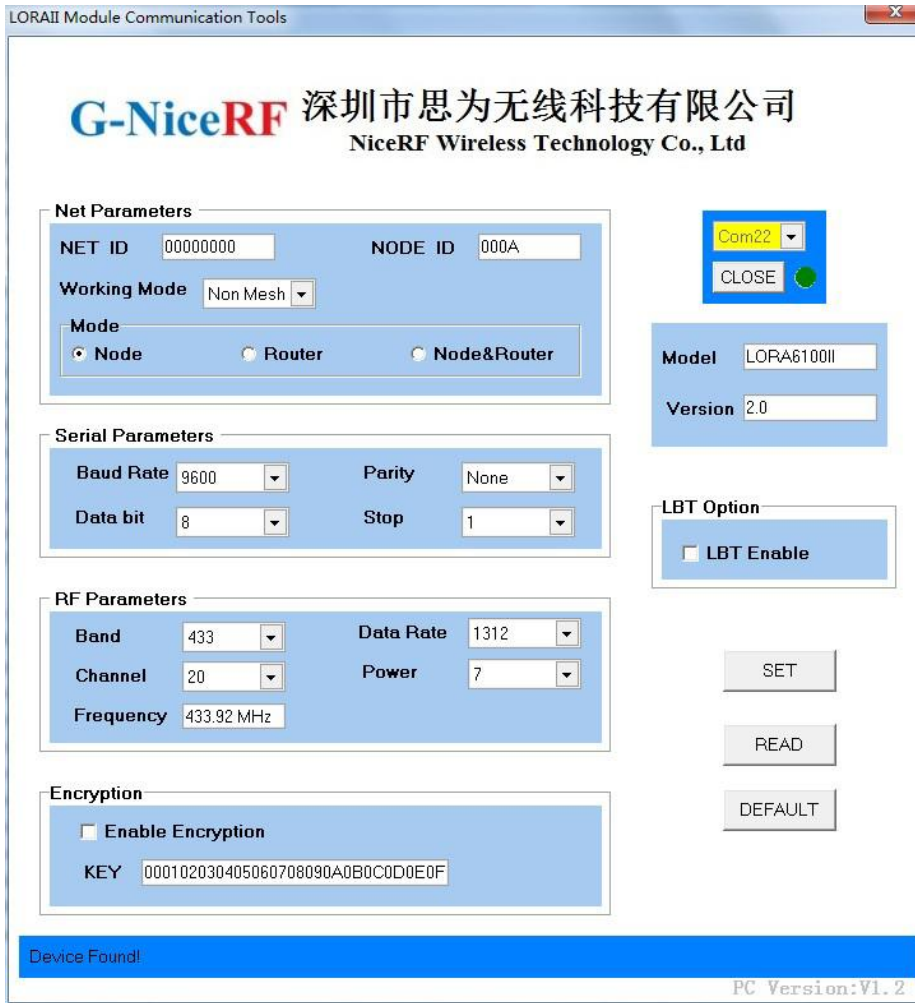 LORAII Module Communication Tools
G-NiceRF 深圳市思为无线科技有限公司
NiceRF Wireless Technology Co., Ltd
Net Parameters
NET ID 00000000 NODE ID 000A
Working Mode Non Mesh
Mode
Node Router Node&Router
Com22
CLOSE
Model LORA6100II
Version 2.0
Serial Parameters
Baud Rate 9600 Parity None
Data bit 8 Stop 1
LBT Option
LBT Enable
RF Parameters
Band 433 Data Rate 1312
Channel 20 Power 7
Frequency 433.92 MHz
SET
READ
DEFAULT
Encryption
Enable Encryption
KEY 000102030405060708090A0B0C0D0E0F
Device Found!
PC Version:V1.2